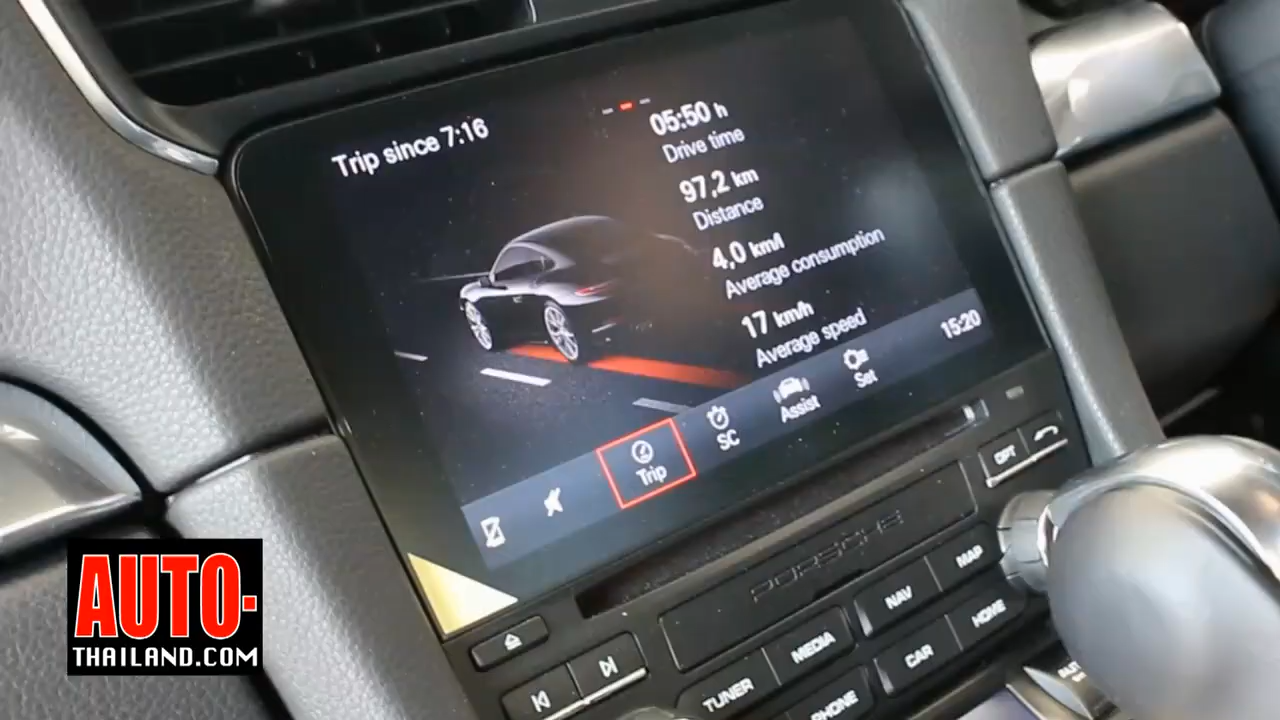 Trip since 7:16
05:50 h
Drive time
97,2 km
Distance
4,0 km/l
Average consumption
17 km/h
Average speed
15:20
Trip
SC
Assist
Set
OPT
PORSCHE
TUNER
MEDIA
NAV
MAP
PHONE
CAR
HOME
AUTO-
THAILAND.COM